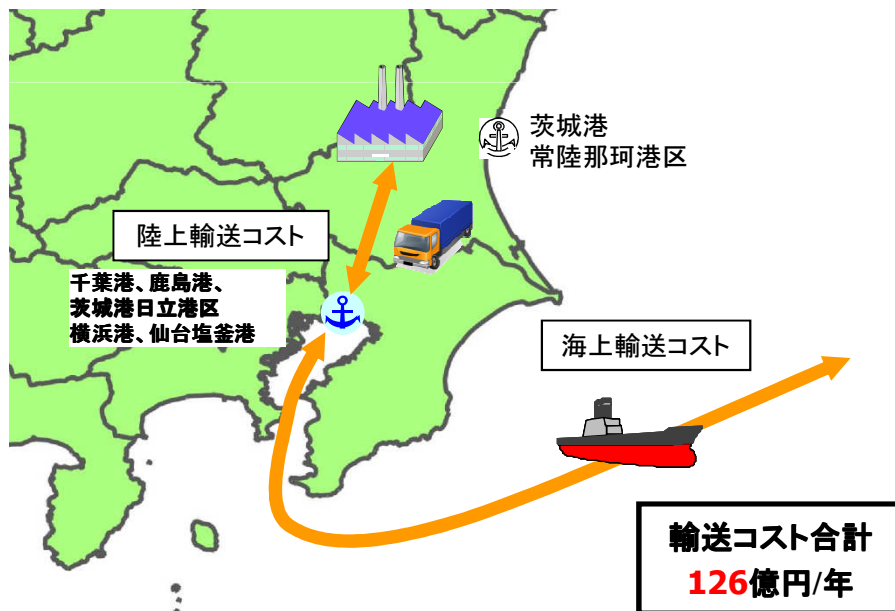 茨城港
常陸那珂港区
陸上輸送コスト
千葉港、鹿島港、
茨城港日立港区
横浜港、仙台塩釜港
海上輸送コスト
輸送コスト合計
126億円/年